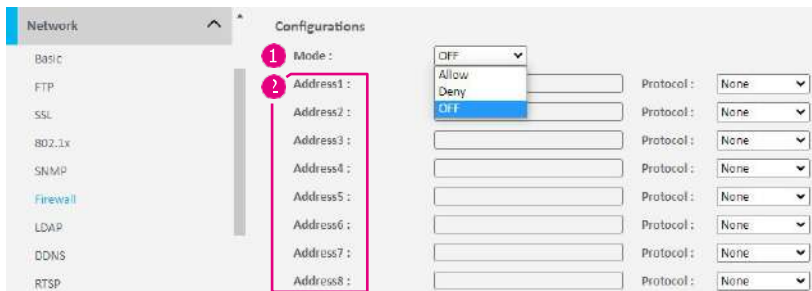 Network
Basic
FTP
SSL
802.1x
SNMP
Firewall
LDAP
DDNS
RTSP
Configurations
1 Mode : OFF
Allow
Deny
OFF
2 Address1 : Protocol : None
Address2 : Protocol : None
Address3 : Protocol : None
Address4 : Protocol : None
Address5 : Protocol : None
Address6 : Protocol : None
Address7 : Protocol : None
Address8 : Protocol : None